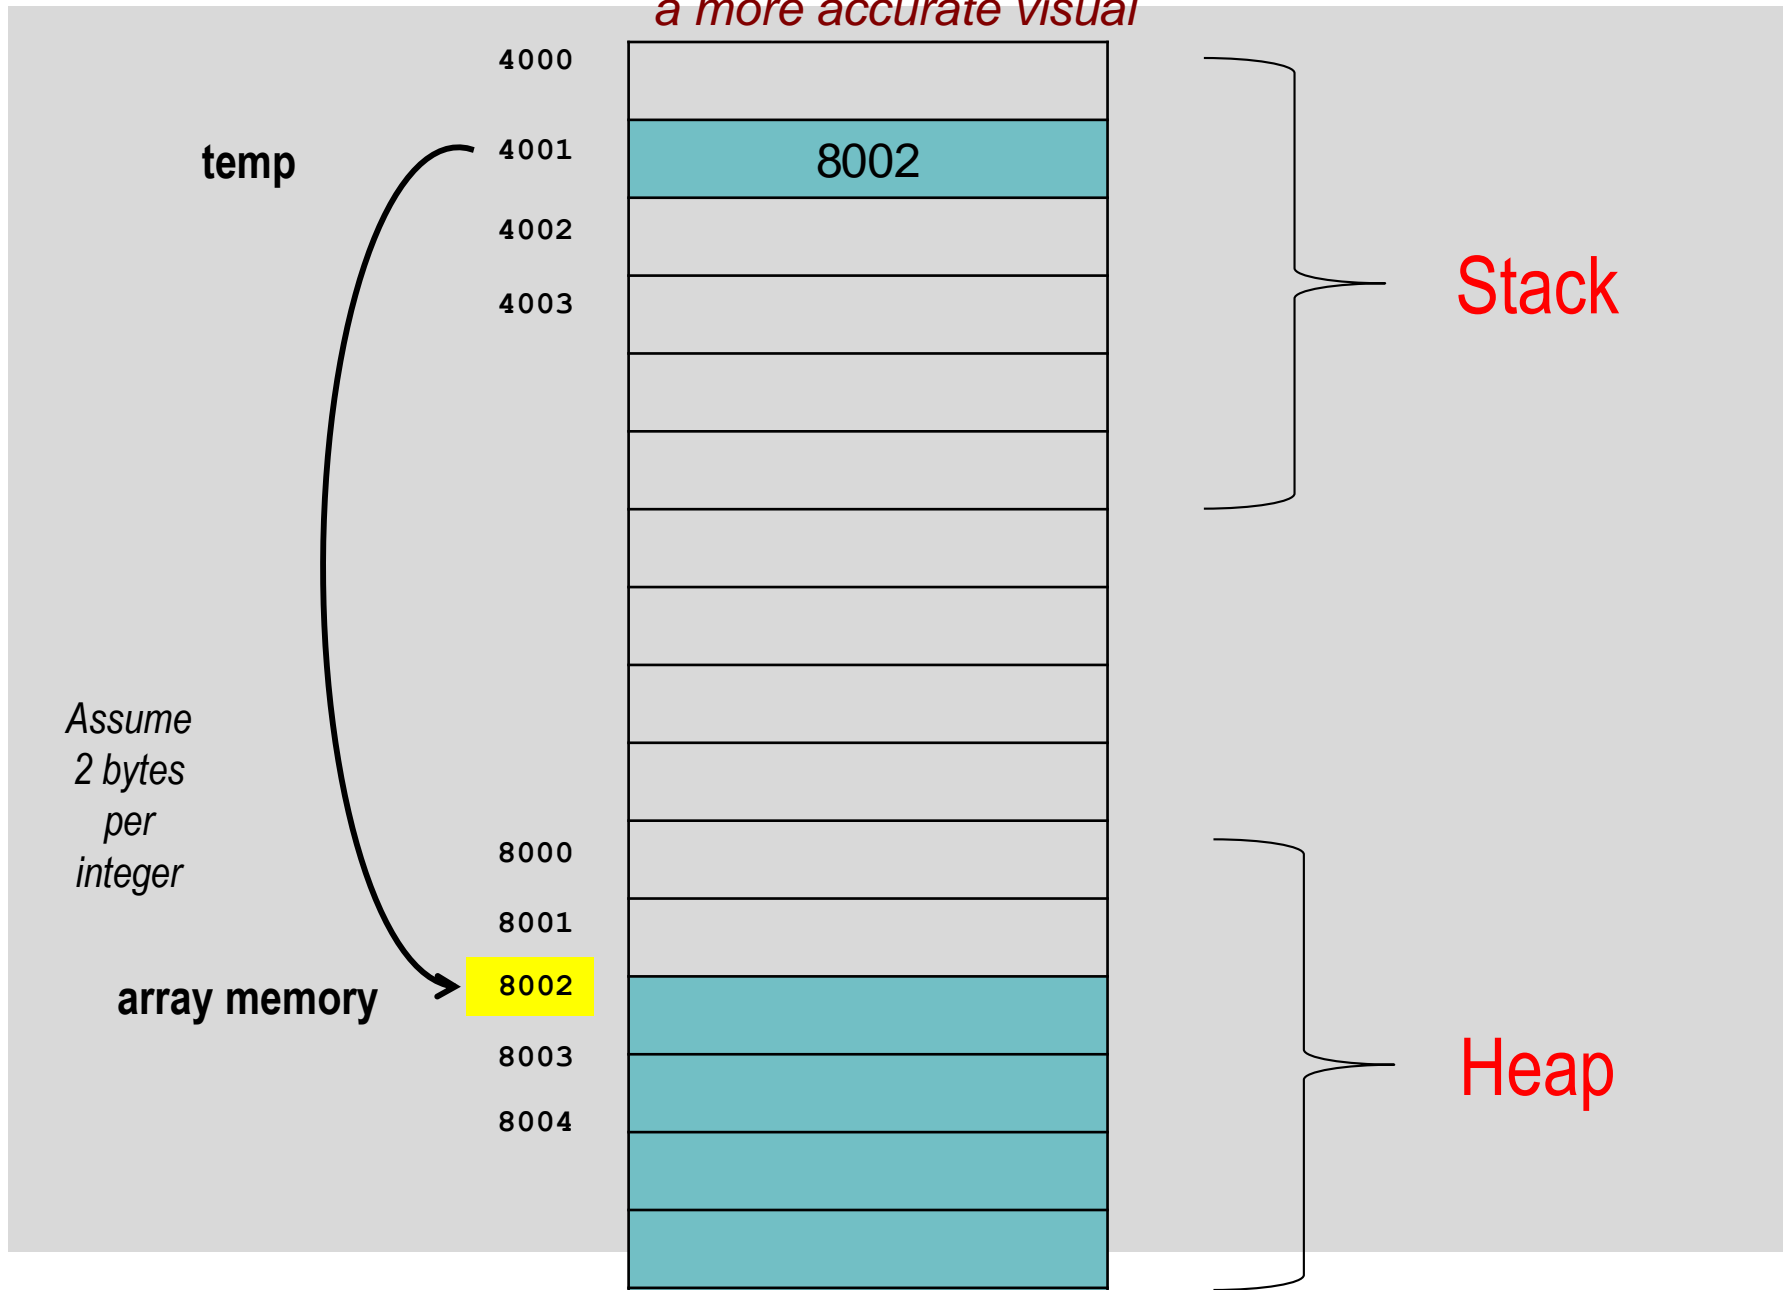 a more accurate visual
4000
temp
4001
8002
4002
4003
Stack
Assume
2 bytes
per
integer
8000
8001
array memory
8002
8003
8004
Heap